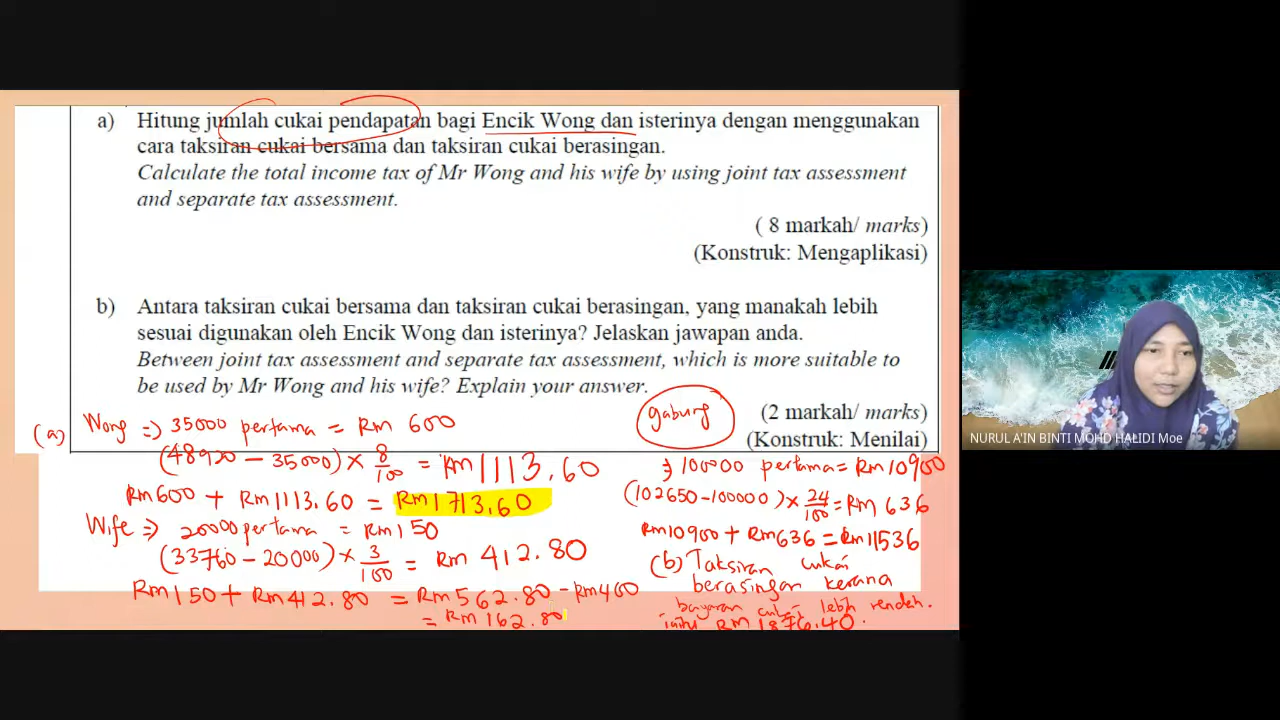 a) Hitung jumlah cukai pendapatan bagi Encik Wong dan isterinya dengan menggunakan
cara taksiran cukai bersama dan taksiran cukai berasingan.
Calculate the total income tax of Mr Wong and his wife by using joint tax assessment
and separate tax assessment.
( 8 markah/ marks)
(Konstruk: Mengaplikasi)
b) Antara taksiran cukai bersama dan taksiran cukai berasingan, yang manakah lebih
sesuai digunakan oleh Encik Wong dan isterinya? Jelaskan jawapan anda.
Between joint tax assessment and separate tax assessment, which is more suitable to
be used by Mr Wong and his wife? Explain your answer.
(2 markah/ marks)
(Konstruk: Menilai)
(a) Wong => 35000 pertama = RM 600
(48920 - 35000) × 8/100 = RM1113.60
RM600 + RM1113.60 = RM1713.60
Wife => 20000 pertama = RM150
(33760 - 20000) × 3/100 = RM 412.80
RM150 + RM412.80 = RM562.80 - RM400
= RM162.80
gabung
100000 pertama = RM10900
(102650-100000) × 24/100 = RM 636
RM10900 + RM636 = RM11536
(b) Taksiran cukai
berasingan kerana
bayaran cukai lebih rendah.
iaitu RM 1876.40.
NURUL A'IN BINTI MOHD HALIDI Moe